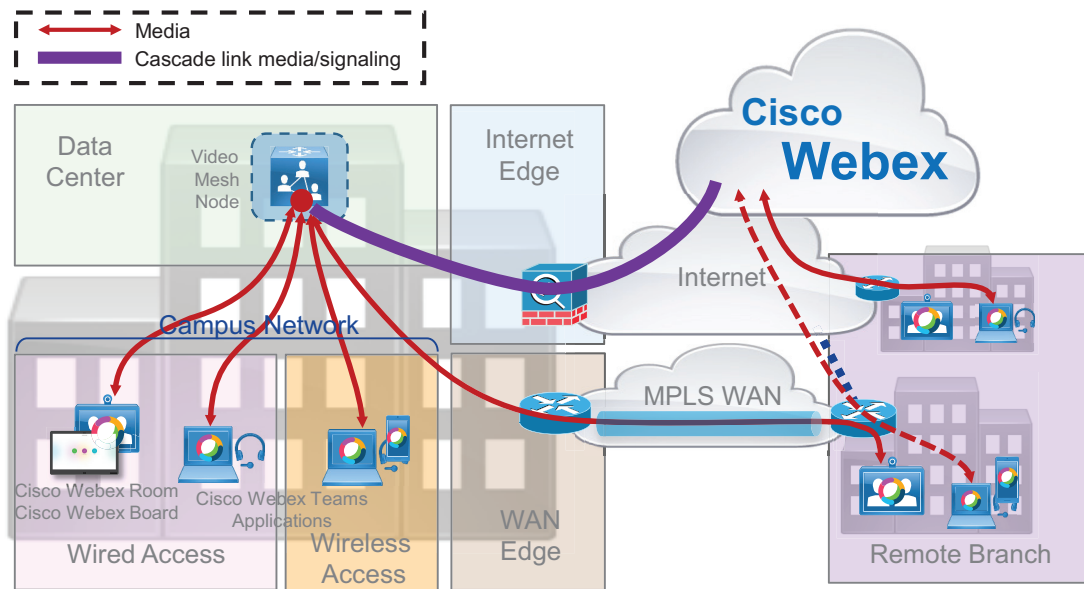 Media
Cascade link media/signaling
Data
Center
Video
Mesh
Node
Internet
Edge
Cisco
Webex
Internet
Campus Network
MPLS WAN
Cisco Webex Room
Cisco Webex Board
Cisco Webex Teams
Applications
Wired Access
Wireless
Access
WAN
Edge
Remote Branch